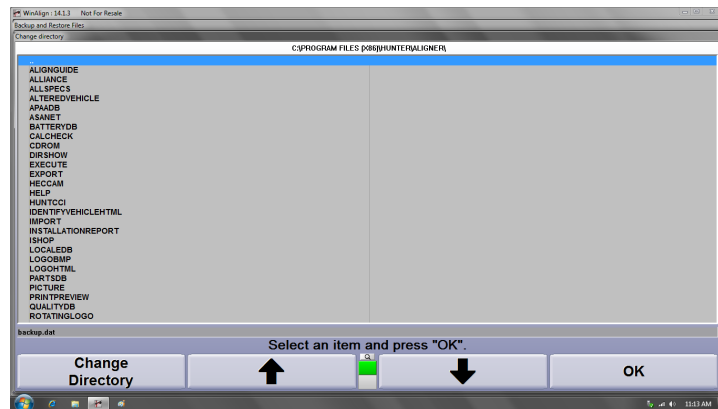 WinAlign : 14.1.3 Not For Resale
Backup and Restore Files
Change directory
C:\PROGRAM FILES (X86)\HUNTER\ALIGNER\
..
ALIGNGUIDE
ALLIANCE
ALLSPECS
ALTEREDVEHICLE
APAADB
ASANET
BATTERYDB
CALCHECK
CDROM
DIRSHOW
EXECUTE
EXPORT
HECCAM
HELP
HUNTCCI
IDENTIFYVEHICLEHTML
IMPORT
INSTALLATIONREPORT
ISHOP
LOCALEDB
LOGOBMP
LOGOHTML
PARTSDB
PICTURE
PRINTPREVIEW
QUALITYDB
ROTATINGLOGO
backup.dat
Select an item and press "OK".
Change
Directory
OK
11:13 AM